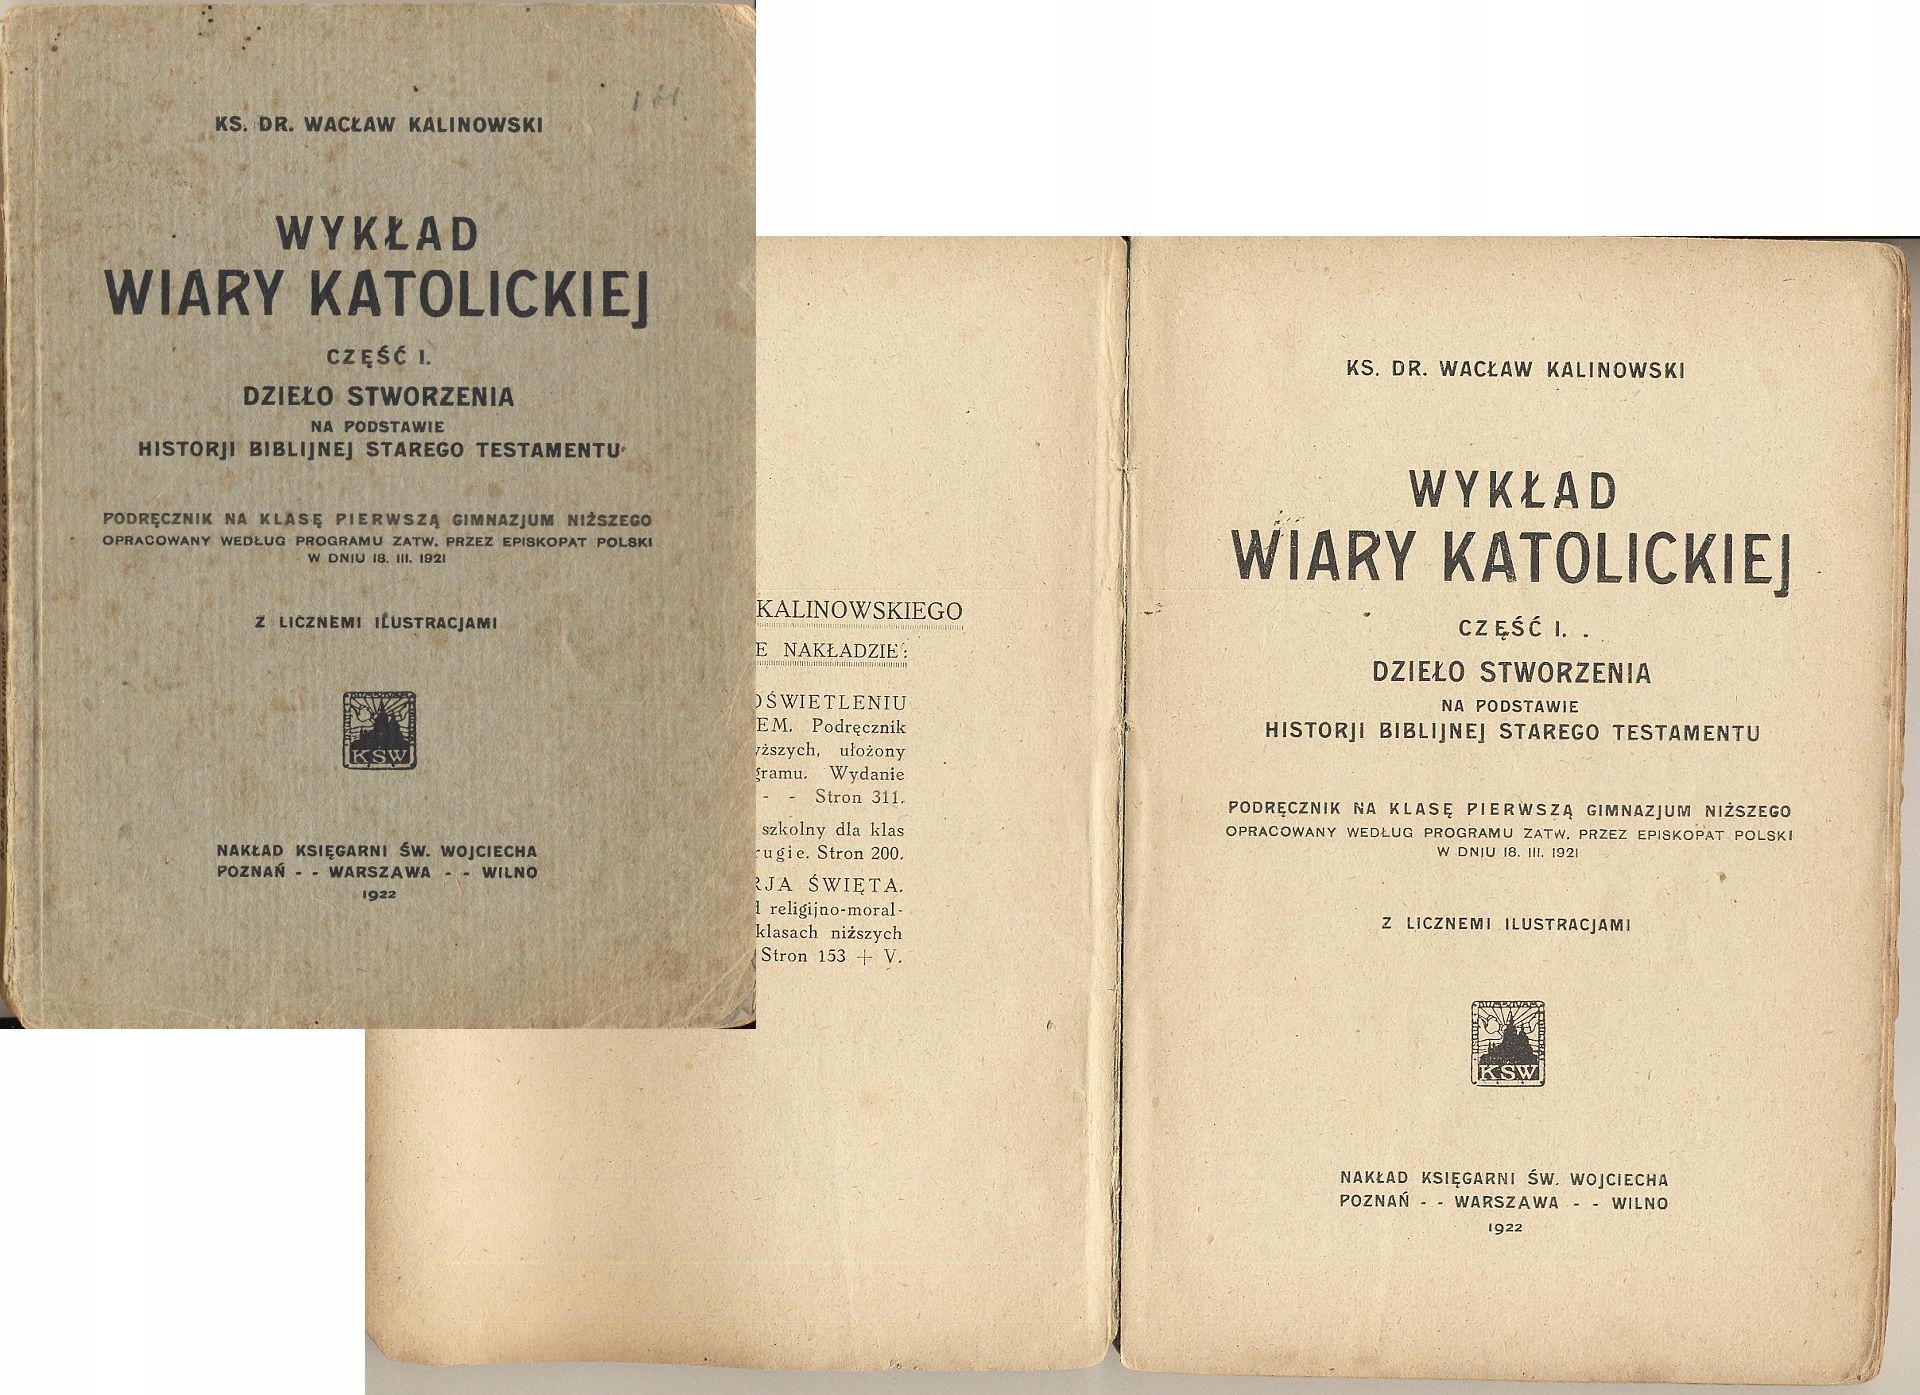 KS. DR. WACŁAW KALINOWSKI
WYKŁAD
WIARY KATOLICKIEJ
CZĘŚĆ I.
DZIEŁO STWORZENIA
NA PODSTAWIE
HISTORJI BIBLIJNEJ STAREGO TESTAMENTU
PODRĘCZNIK NA KLASĘ PIERWSZĄ GIMNAZJUM NIŻSZEGO
OPRACOWANY WEDŁUG PROGRAMU ZATW. PRZEZ EPISKOPAT POLSKI
W DNIU 18. III. 1921
Z LICZNEMI ILUSTRACJAMI
KSW
NAKŁAD KSIĘGARNI ŚW. WOJCIECHA
POZNAŃ - - WARSZAWA - - WILNO
1922
KALINOWSKIEGO
E NAKŁADZIE:
OŚWIETLENIU
EM. Podręcznik
yższych, ułożony
gramu. Wydanie
- - Stron 311.
szkolny dla klas
rugie. Stron 200.
RJA ŚWIĘTA.
religijno-moral-
klasach niższych
Stron 153 + V.
KS. DR. WACŁAW KALINOWSKI
WYKŁAD
WIARY KATOLICKIEJ
CZĘŚĆ I.
DZIEŁO STWORZENIA
NA PODSTAWIE
HISTORJI BIBLIJNEJ STAREGO TESTAMENTU
PODRĘCZNIK NA KLASĘ PIERWSZĄ GIMNAZJUM NIŻSZEGO
OPRACOWANY WEDŁUG PROGRAMU ZATW. PRZEZ EPISKOPAT POLSKI
W DNIU 18. III. 1921
Z LICZNEMI ILUSTRACJAMI
KSW
NAKŁAD KSIĘGARNI ŚW. WOJCIECHA
POZNAŃ - - WARSZAWA - - WILNO
1922